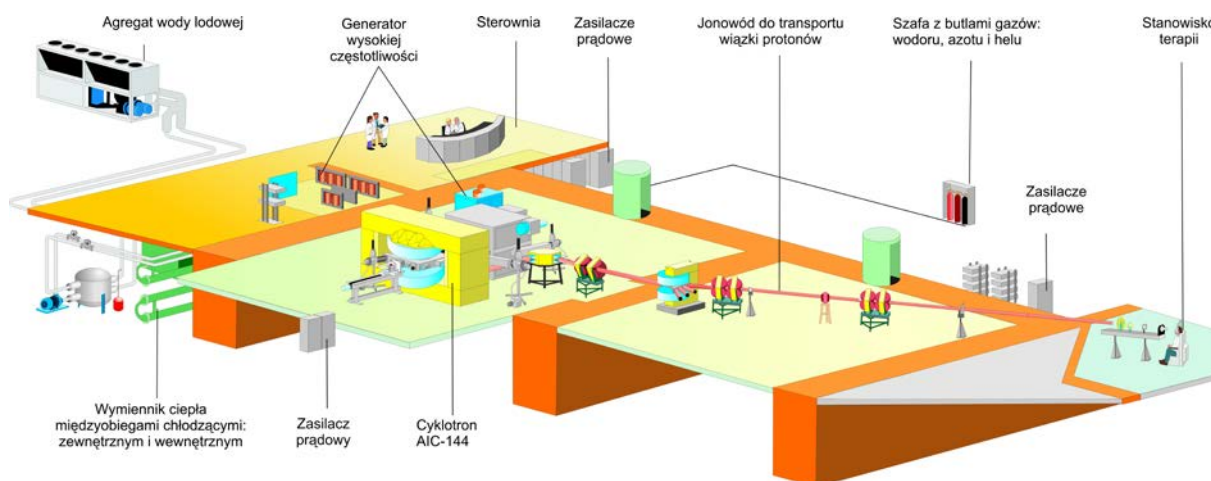 Agregat wody lodowej
Generator
wysokiej
częstotliwości
Sterownia
Zasilacze
prądowe
Jonowód do transportu
wiązki protonów
Szafa z butlami gazów:
wodoru, azotu i helu
Stanowisko
terapii
Zasilacze
prądowe
Wymiennik ciepła
międzyobiegami chłodzącymi:
zewnętrznym i wewnętrznym
Zasilacz
prądowy
Cyklotron
AIC-144